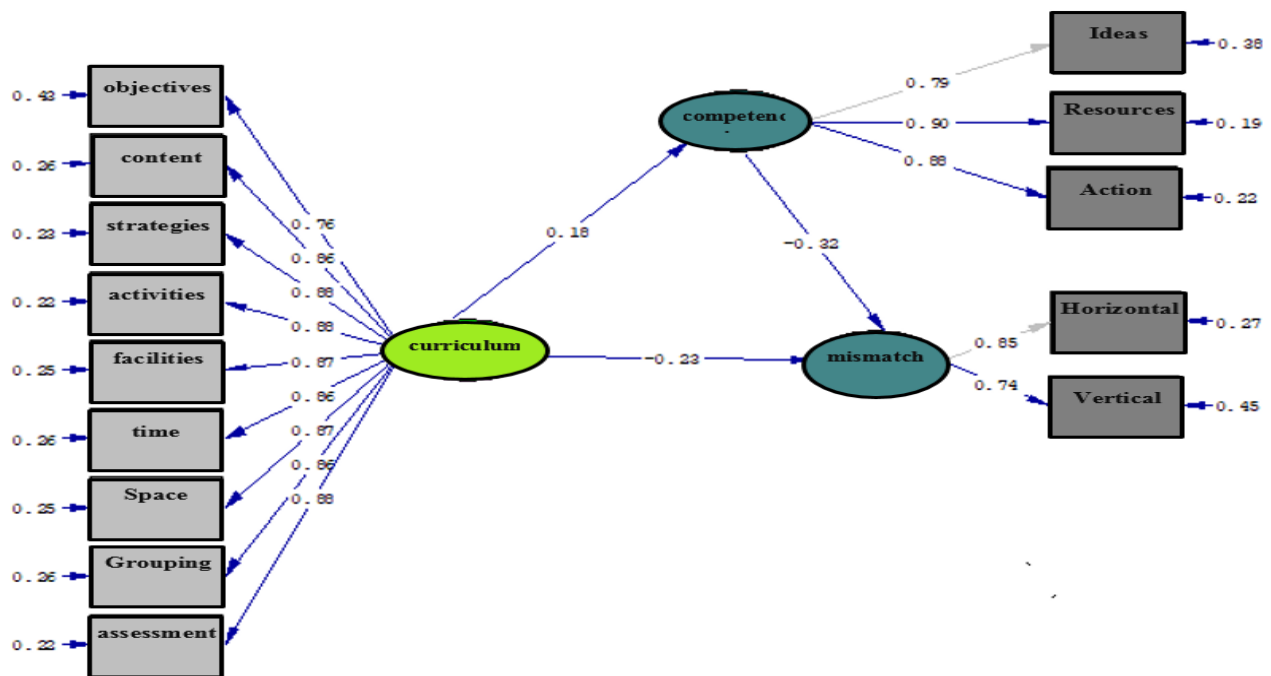 0.43
objectives
0.26
content
0.23
strategies
0.22
activities
0.25
facilities
0.26
time
0.25
Space
0.26
Grouping
0.22
assessment
0.76
0.86
0.88
0.88
0.87
0.86
0.87
0.86
0.88
curriculum
0.18
-0.23
competenc
-0.32
mismatch
0.79
0.90
0.88
0.85
0.74
Ideas
0.38
Resources
0.19
Action
0.22
Horizontal
0.27
Vertical
0.45